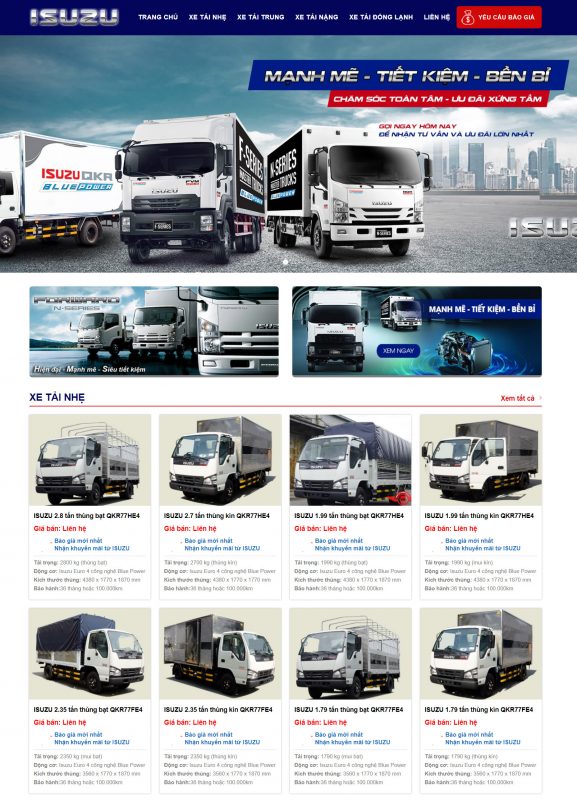 ISUZU
TRANG CHỦ XE TẢI NHẸ XE TẢI TRUNG XE TẢI NẶNG XE TẢI ĐÔNG LẠNH LIÊN HỆ YÊU CẦU BÁO GIÁ
MẠNH MẼ - TIẾT KIỆM - BỀN BỈ
CHĂM SÓC TOÀN TÂM - ƯU ĐÃI XỨNG TẦM
GỌI NGAY HÔM NAY
ĐỂ NHẬN TƯ VẤN VÀ ƯU ĐÃI LỚN NHẤT
ISUZU QKR
BLUEPOWER
ISUZU
F-SERIES
F-SERIES
N-SERIES
TRUCKS
ISUZU
N-SERIES
ISUZU
FORWARD
N-SERIES
ISUZU
Hiện đại - Mạnh mẽ - Siêu tiết kiệm
MẠNH MẼ - TIẾT KIỆM - BỀN BỈ
XEM NGAY
XE TẢI NHẸ Xem tất cả
ISUZU 2.8 tấn thùng bạt QKR77HE4 ISUZU 2.7 tấn thùng kín QKR77HE4 ISUZU 1.99 tấn thùng bạt QKR77HE4 ISUZU 1.99 tấn thùng kín QKR77HE4
Giá bán: Liên hệ Giá bán: Liên hệ Giá bán: Liên hệ Giá bán: Liên hệ
Báo giá mới nhất Báo giá mới nhất Báo giá mới nhất Báo giá mới nhất
Nhận khuyến mãi từ ISUZU Nhận khuyến mãi từ ISUZU Nhận khuyến mãi từ ISUZU Nhận khuyến mãi từ ISUZU
Tải trọng: 2800 kg (thùng bạt) Tải trọng: 2700 kg (thùng kín) Tải trọng: 1990 kg (thùng bạt) Tải trọng: 1990 kg (mui kín)
Động cơ: Isuzu Euro 4 công nghệ Blue Power Động cơ: Isuzu Euro 4 công nghệ Blue Power Động cơ: Isuzu Euro 4 công nghệ Blue Power Động cơ: Isuzu Euro 4 công nghệ Blue Power
Kích thước thùng: 4380 x 1770 x 1870 mm Kích thước thùng: 4380 x 1770 x 1870 mm Kích thước thùng: 4380 x 1770 x 1870 mm Kích thước thùng: 4380 x 1770 x 1870 mm
Bảo hành:36 tháng hoặc 100.000km Bảo hành:36 tháng hoặc 100.000km Bảo hành:36 tháng hoặc 100.000km Bảo hành:36 tháng hoặc 100.000km
ISUZU 2.35 tấn thùng bạt QKR77FE4 ISUZU 2.35 tấn thùng kín QKR77FE4 ISUZU 1.79 tấn thùng bạt QKR77FE4 ISUZU 1.79 tấn thùng kín QKR77FE4
Giá bán: Liên hệ Giá bán: Liên hệ Giá bán: Liên hệ Giá bán: Liên hệ
Báo giá mới nhất Báo giá mới nhất Báo giá mới nhất Báo giá mới nhất
Nhận khuyến mãi từ ISUZU Nhận khuyến mãi từ ISUZU Nhận khuyến mãi từ ISUZU Nhận khuyến mãi từ ISUZU
Tải trọng: 2350 kg (mui bạt) Tải trọng: 2350 kg (thùng kín) Tải trọng: 1790 kg (mui bạt) Tải trọng: 1790 kg (thùng kín)
Động cơ: Isuzu Euro 4 công nghệ Blue Power Động cơ: Isuzu Euro 4 công nghệ Blue Power Động cơ: Isuzu Euro 4 công nghệ Blue Power Động cơ: Isuzu Euro 4 công nghệ Blue Power
Kích thước thùng: 3560 x 1770 x 1870 mm Kích thước thùng: 3560 x 1770 x 1870 mm Kích thước thùng: 3560 x 1770 x 1870 mm Kích thước thùng: 3560 x 1770 x 1870 mm
Bảo hành:36 tháng hoặc 100.000km Bảo hành:36 tháng hoặc 100.000km Bảo hành:36 tháng hoặc 100.000km Bảo hành:36 tháng hoặc 100.000km